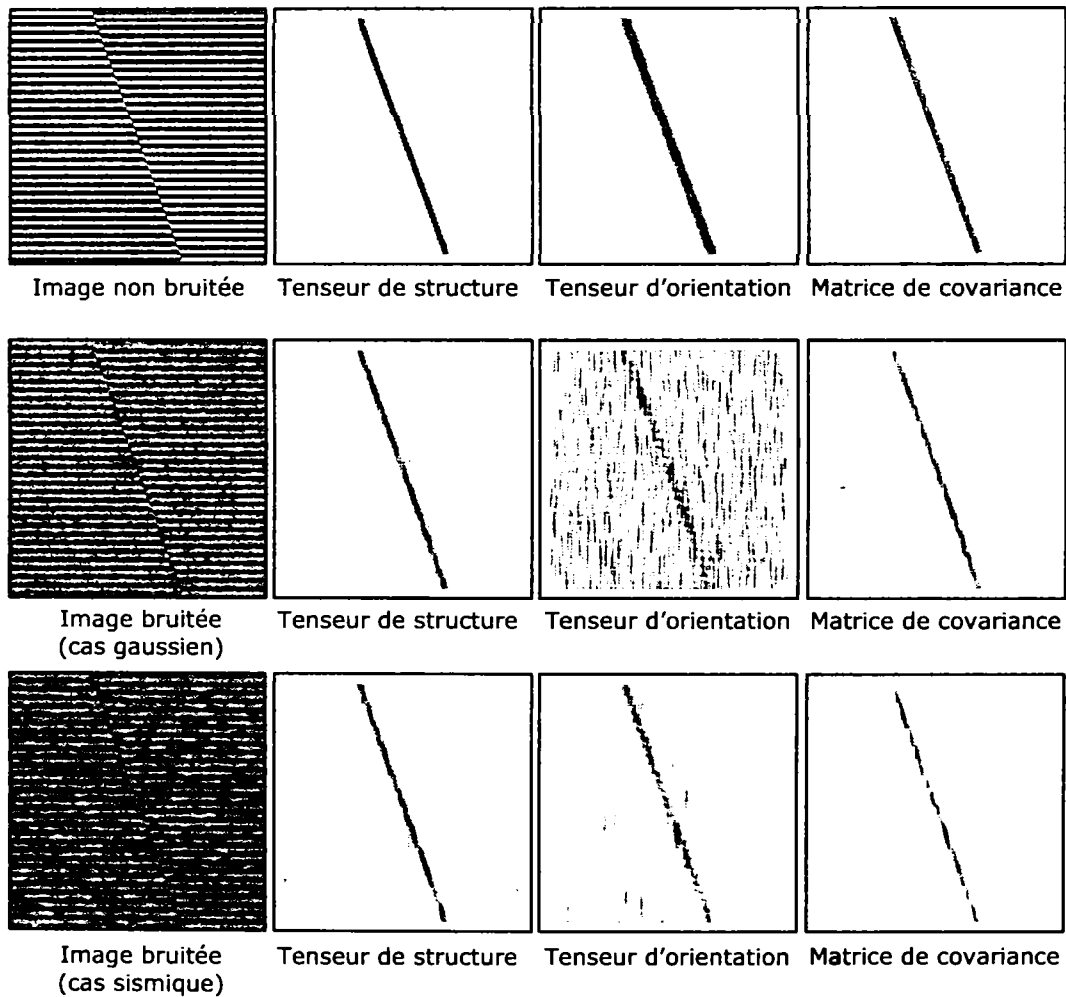 Image non bruitée
Tenseur de structure
Tenseur d'orientation
Matrice de covariance
Image bruitée
(cas gaussien)
Tenseur de structure
Tenseur d'orientation
Matrice de covariance
Image bruitée
(cas sismique)
Tenseur de structure
Tenseur d'orientation
Matrice de covariance